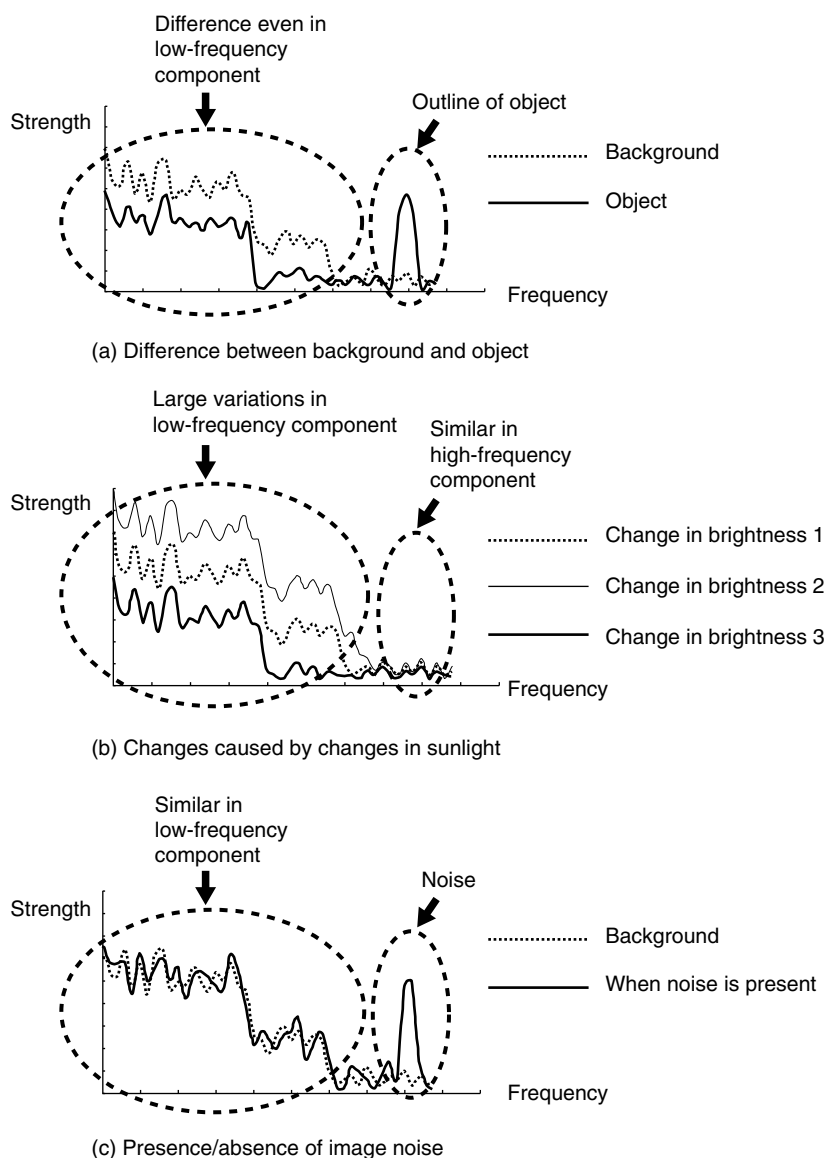 Difference even in
low-frequency
component
Outline of object
Strength
Background
Object
Frequency
(a) Difference between background and object
Large variations in
low-frequency component
Similar in
high-frequency
component
Strength
Change in brightness 1
Change in brightness 2
Change in brightness 3
Frequency
(b) Changes caused by changes in sunlight
Similar in
low-frequency
component
Noise
Strength
Background
When noise is present
Frequency
(c) Presence/absence of image noise